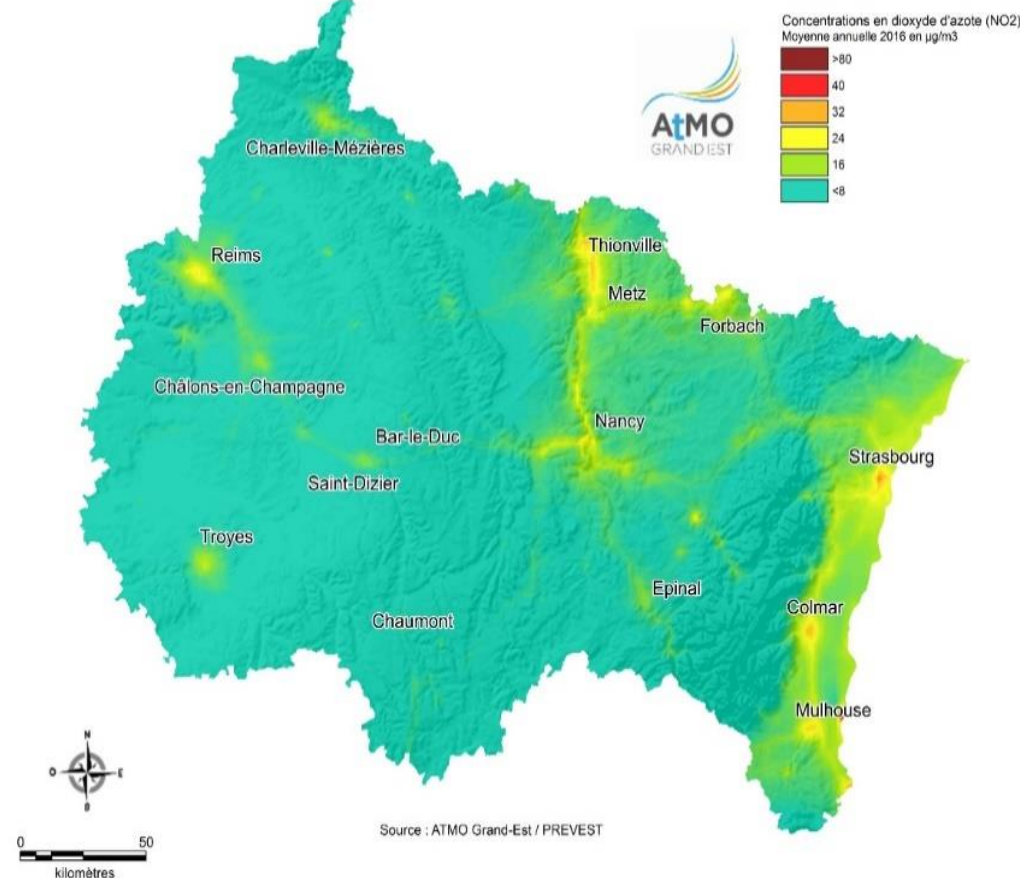 Concentrations en dioxyde d'azote (NO2)
Moyenne annuelle 2016 en µg/m3
>80
40
32
24
16
<8
AtMO
GRAND EST
Charleville-Mézières
Reims
Thionville
Metz
Forbach
Châlons-en-Champagne
Nancy
Bar-le-Duc
Strasbourg
Saint-Dizier
Troyes
Epinal
Colmar
Chaumont
Mulhouse
N
O
E
Source : ATMO Grand-Est / PREVEST
0
50
kilomètres